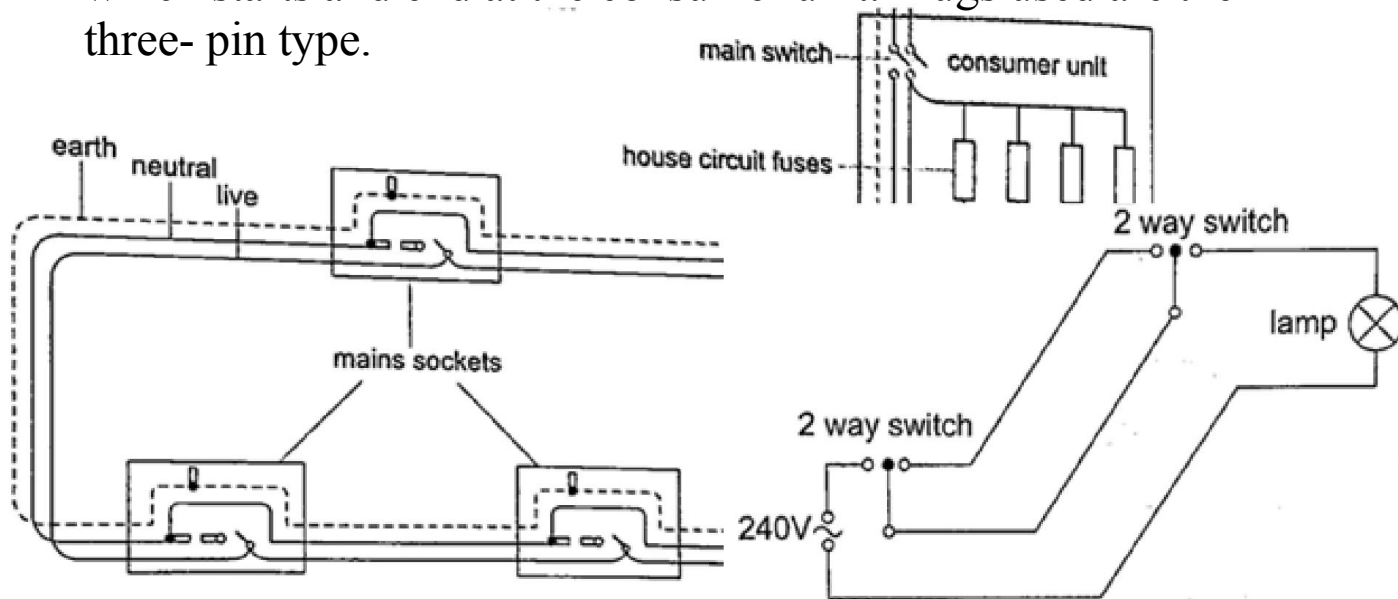 three- pin type.
main switch
consumer unit
house circuit fuses
earth
neutral
live
mains sockets
2 way switch
lamp
2 way switch
240V